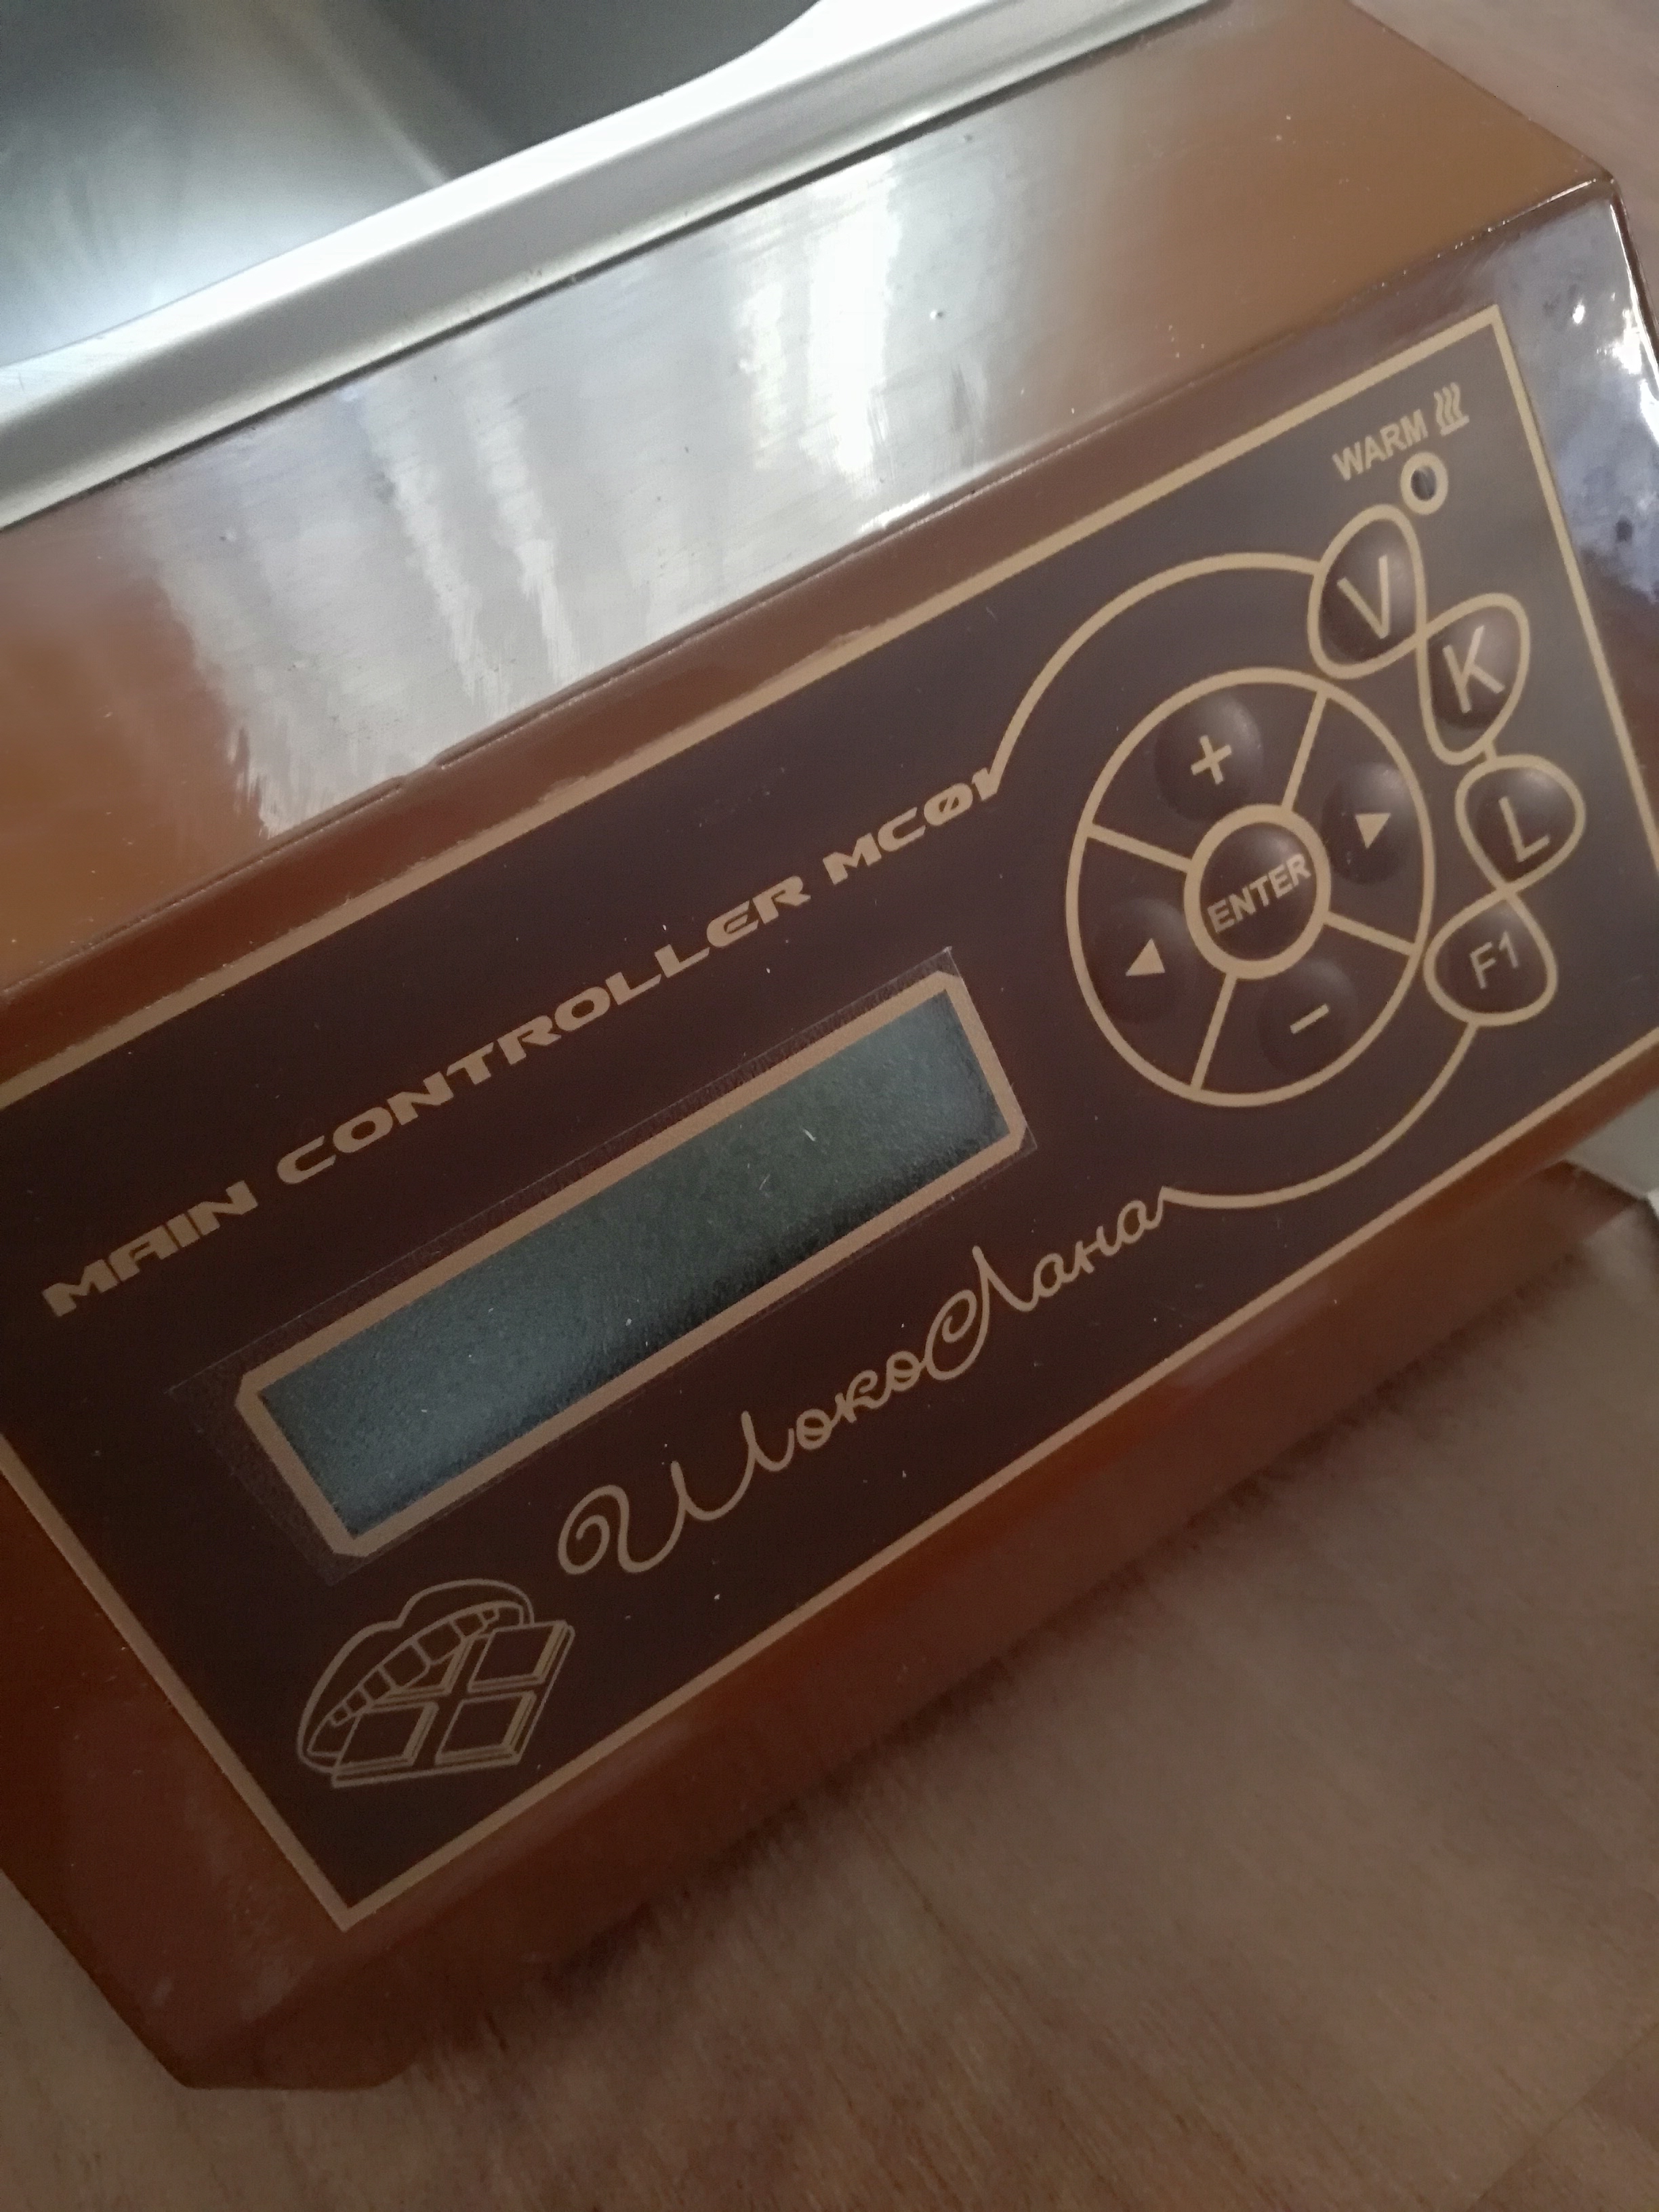 WARM
MAIN CONTROLLER MC01
V
K
L
F1
+
ENTER
−
ШокоЛана